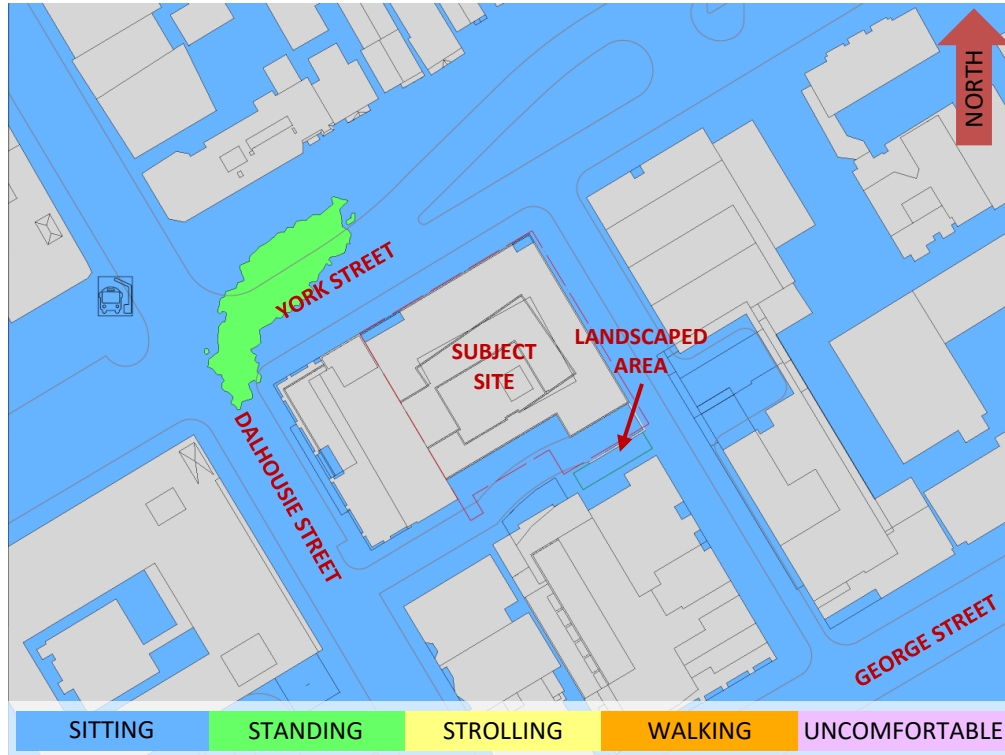 NORTH
YORK STREET
SUBJECT
SITE
LANDSCAPED
AREA
DALHOUSIE STREET
GEORGE STREET
SITTING
STANDING
STROLLING
WALKING
UNCOMFORTABLE